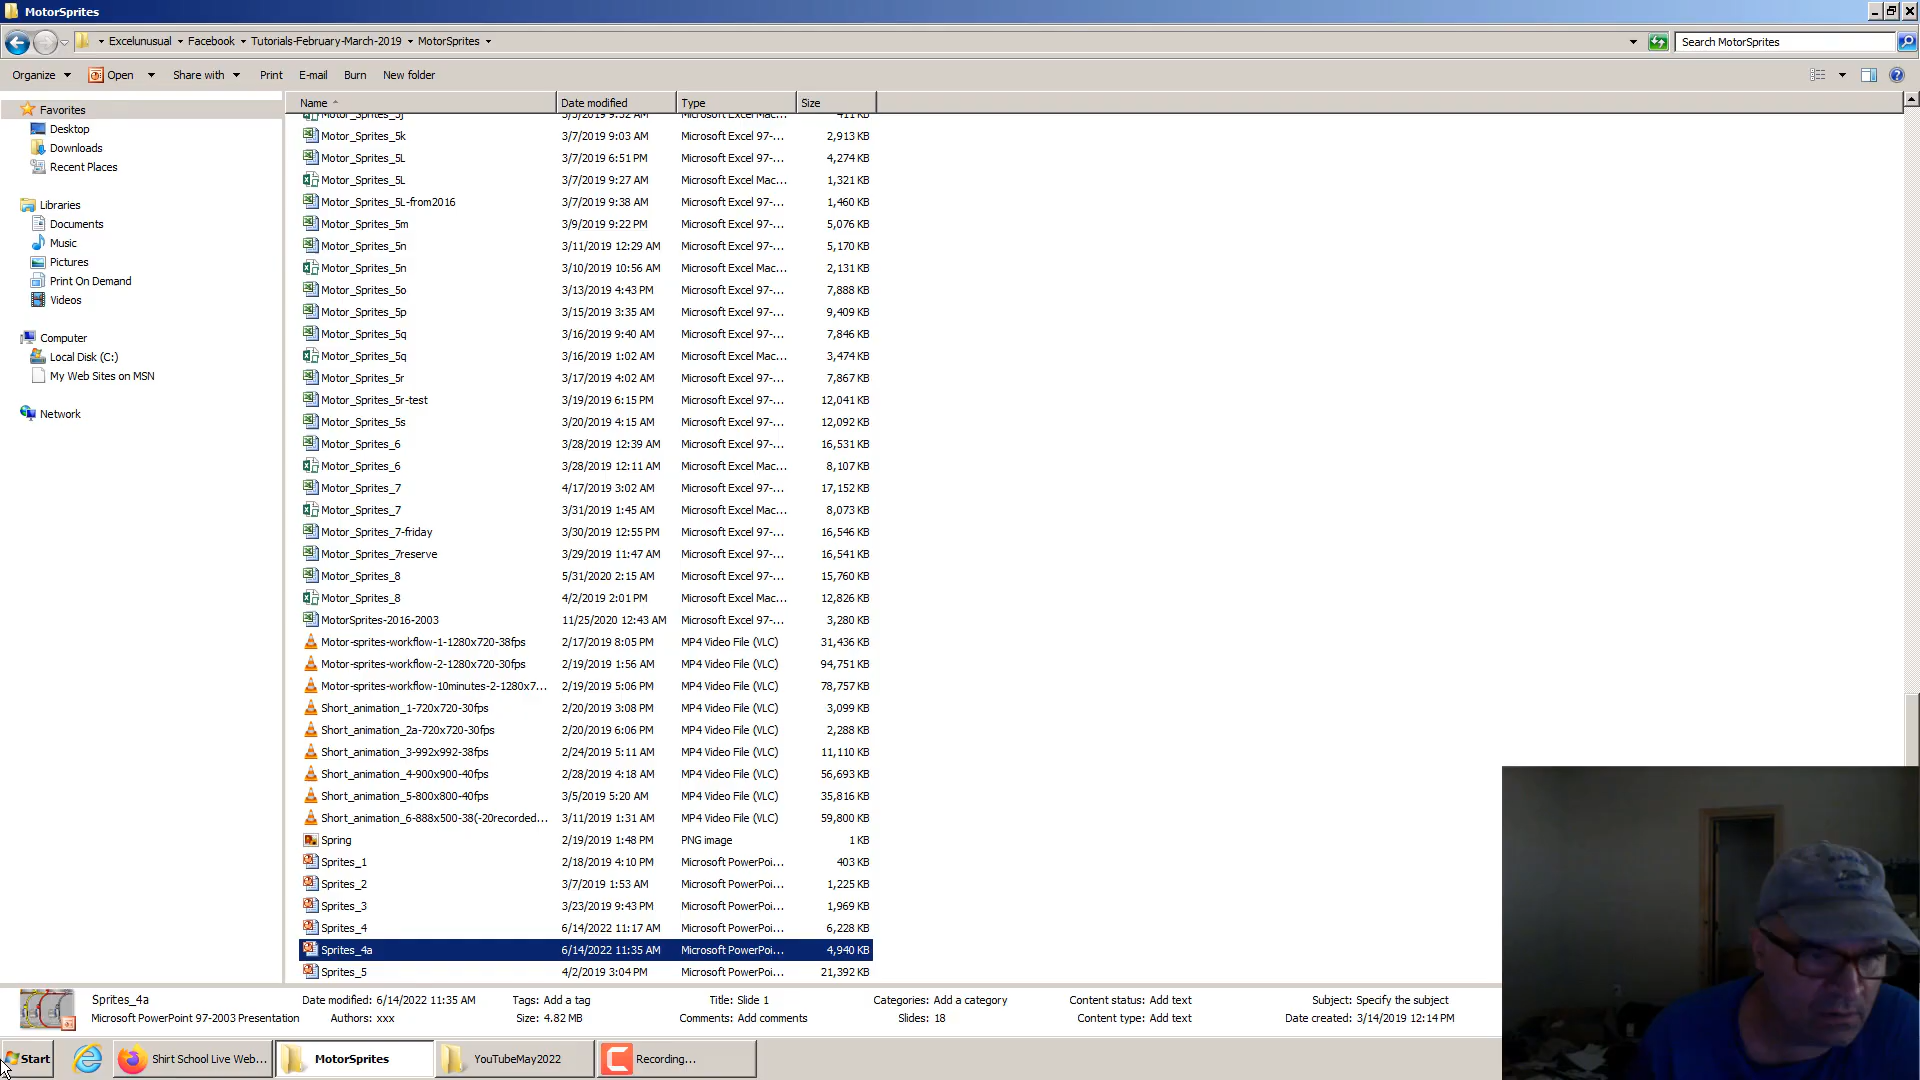 MotorSprites
Excelunusual Facebook Tutorials-February-March-2019 MotorSprites Search MotorSprites
Organize Open Share with Print E-mail Burn New folder
Favorites
Desktop
Downloads
Recent Places
Libraries
Documents
Music
Pictures
Print On Demand
Videos
Computer
Local Disk (C:)
My Web Sites on MSN
Network
Name Date modified Type Size
Motor_Sprites_5k 3/7/2019 9:03 AM Microsoft Excel 97-... 2,913 KB
Motor_Sprites_5L 3/7/2019 6:51 PM Microsoft Excel 97-... 4,274 KB
Motor_Sprites_5L 3/7/2019 9:27 AM Microsoft Excel Mac... 1,321 KB
Motor_Sprites_5L-from2016 3/7/2019 9:38 AM Microsoft Excel 97-... 1,460 KB
Motor_Sprites_5m 3/9/2019 9:22 PM Microsoft Excel 97-... 5,076 KB
Motor_Sprites_5n 3/11/2019 12:29 AM Microsoft Excel 97-... 5,170 KB
Motor_Sprites_5n 3/10/2019 10:56 AM Microsoft Excel Mac... 2,131 KB
Motor_Sprites_5o 3/13/2019 4:43 PM Microsoft Excel 97-... 7,888 KB
Motor_Sprites_5p 3/15/2019 3:35 AM Microsoft Excel 97-... 9,409 KB
Motor_Sprites_5q 3/16/2019 9:40 AM Microsoft Excel 97-... 7,846 KB
Motor_Sprites_5q 3/16/2019 1:02 AM Microsoft Excel Mac... 3,474 KB
Motor_Sprites_5r 3/17/2019 4:02 AM Microsoft Excel 97-... 7,867 KB
Motor_Sprites_5r-test 3/19/2019 6:15 PM Microsoft Excel 97-... 12,041 KB
Motor_Sprites_5s 3/20/2019 4:15 AM Microsoft Excel 97-... 12,092 KB
Motor_Sprites_6 3/28/2019 12:39 AM Microsoft Excel 97-... 16,531 KB
Motor_Sprites_6 3/28/2019 12:11 AM Microsoft Excel Mac... 8,107 KB
Motor_Sprites_7 4/17/2019 3:02 AM Microsoft Excel 97-... 17,152 KB
Motor_Sprites_7 3/31/2019 1:45 AM Microsoft Excel Mac... 8,073 KB
Motor_Sprites_7-friday 3/30/2019 12:55 PM Microsoft Excel 97-... 16,546 KB
Motor_Sprites_7reserve 3/29/2019 11:47 AM Microsoft Excel 97-... 16,541 KB
Motor_Sprites_8 5/31/2020 2:15 AM Microsoft Excel 97-... 15,760 KB
Motor_Sprites_8 4/2/2019 2:01 PM Microsoft Excel Mac... 12,826 KB
MotorSprites-2016-2003 11/25/2020 12:43 AM Microsoft Excel 97-... 3,280 KB
Motor-sprites-workflow-1-1280x720-38fps 2/17/2019 8:05 PM MP4 Video File (VLC) 31,436 KB
Motor-sprites-workflow-2-1280x720-30fps 2/19/2019 1:56 AM MP4 Video File (VLC) 94,751 KB
Motor-sprites-workflow-10minutes-2-1280x7... 2/19/2019 5:06 PM MP4 Video File (VLC) 78,757 KB
Short_animation_1-720x720-30fps 2/20/2019 3:08 PM MP4 Video File (VLC) 3,099 KB
Short_animation_2a-720x720-30fps 2/20/2019 6:06 PM MP4 Video File (VLC) 2,288 KB
Short_animation_3-992x992-38fps 2/24/2019 5:11 AM MP4 Video File (VLC) 11,110 KB
Short_animation_4-900x900-40fps 2/28/2019 4:18 AM MP4 Video File (VLC) 56,693 KB
Short_animation_5-800x800-40fps 3/5/2019 5:20 AM MP4 Video File (VLC) 35,816 KB
Short_animation_6-888x500-38(-20recorded... 3/11/2019 1:31 AM MP4 Video File (VLC) 59,800 KB
Spring 2/19/2019 1:48 PM PNG image 1 KB
Sprites_1 2/18/2019 4:10 PM Microsoft PowerPoi... 403 KB
Sprites_2 3/7/2019 1:53 AM Microsoft PowerPoi... 1,225 KB
Sprites_3 3/23/2019 9:43 PM Microsoft PowerPoi... 1,969 KB
Sprites_4 6/14/2022 11:17 AM Microsoft PowerPoi... 6,228 KB
Sprites_4a 6/14/2022 11:35 AM Microsoft PowerPoi... 4,940 KB
Sprites_5 4/2/2019 3:04 PM Microsoft PowerPoi... 21,392 KB
Sprites_4a Date modified: 6/14/2022 11:35 AM Tags: Add a tag Title: Slide 1 Categories: Add a category Content status: Add text Subject: Specify the subject
Microsoft PowerPoint 97-2003 Presentation Authors: xxx Size: 4.82 MB Comments: Add comments Slides: 18 Content type: Add text Date created: 3/14/2019 12:14 PM
Start Shirt School Live Web... MotorSprites YouTubeMay2022 Recording...